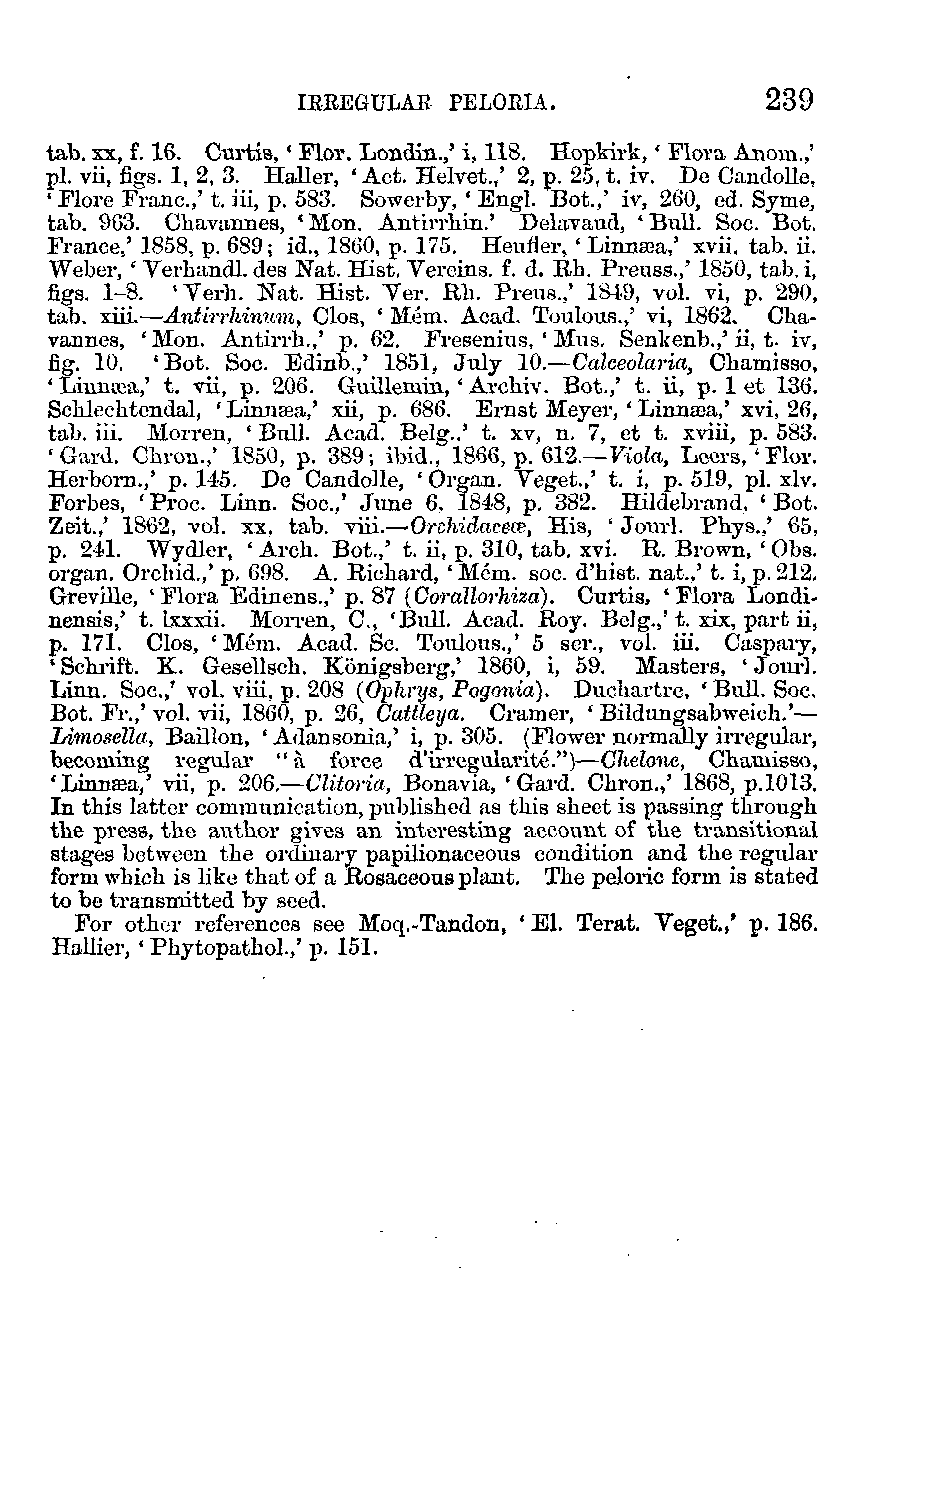 IRREGULAR PELORIA. 239
tab. xx, f. 16. Curtis, ‘ Flor. Londin.,’ i, 118. Hopkirk, ‘ Flora Anom.,’
pl. vii, figs. 1, 2, 3. Haller, ‘ Act. Helvet.,’ 2, p. 25, t. iv. De Candolle,
‘ Flore Franc.,’ t. iii, p. 583. Sowerby, ‘ Engl. Bot.,’ iv, 260, ed. Syme,
tab. 963. Chavannes, ‘ Mon. Antirrhin.’ Delavaud, ‘ Bull. Soc. Bot.
France,’ 1858, p. 689; id., 1860, p. 175. Heufler, ‘ Linnæa,’ xvii. tab. ii.
Weber, ‘ Verhandl. des Nat. Hist. Vereins. f. d. Rh. Preuss.,’ 1850, tab. i,
figs. 1–8. ‘ Verh. Nat. Hist. Ver. Rh. Preus.,’ 1849, vol. vi, p. 290,
tab. xiii.—Antirrhinum, Clos, ‘ Mém. Acad. Toulous.,’ vi, 1862. Cha-
vannes, ‘ Mon. Antirrh.,’ p. 62. Fresenius, ‘ Mus. Senkenb.,’ ii, t. iv,
fig. 10. ‘ Bot. Soc. Edinb.,’ 1851, July 10.—Calceolaria, Chamisso,
‘ Linnæa,’ t. vii, p. 206. Guillemin, ‘ Archiv. Bot.,’ t. ii, p. 1 et 136.
Schlechtendal, ‘ Linnæa,’ xii, p. 686. Ernst Meyer, ‘ Linnæa,’ xvi, 26,
tab. iii. Morren, ‘ Bull. Acad. Belg.,’ t. xv, n. 7, et t. xviii, p. 583.
‘ Gard. Chron.,’ 1850, p. 389; ibid., 1866, p. 612.—Viola, Leers, ‘ Flor.
Herborn.,’ p. 145. De Candolle, ‘ Organ. Veget.,’ t. i, p. 519, pl. xlv.
Forbes, ‘ Proc. Linn. Soc.,’ June 6, 1848, p. 382. Hildebrand, ‘ Bot.
Zeit.,’ 1862, vol. xx, tab. viii.—Orchidaceæ, His, ‘ Jourl. Phys.,’ 65,
p. 241. Wydler, ‘ Arch. Bot.,’ t. ii, p. 310, tab. xvi. R. Brown, ‘ Obs.
organ. Orchid.,’ p. 698. A. Richard, ‘ Mém. soc. d’hist. nat.,’ t. i, p. 212.
Greville, ‘ Flora Edinens.,’ p. 87 (Corallorhiza). Curtis, ‘ Flora Londi-
nensis,’ t. lxxxii. Morren, C., ‘Bull. Acad. Roy. Belg.,’ t. xix, part ii,
p. 171. Clos, ‘ Mém. Acad. Sc. Toulous.,’ 5 ser., vol. iii. Caspary,
‘ Schrift. K. Gesellsch. Königsberg,’ 1860, i, 59. Masters, ‘ Jourl.
Linn. Soc.,’ vol. viii, p. 208 (Ophrys, Pogonia). Duchartre, ‘ Bull. Soc.
Bot. Fr.,’ vol. vii, 1860, p. 26, Cattleya. Cramer, ‘ Bildungsabweich.’—
Limosella, Baillon, ‘ Adansonia,’ i, p. 305. (Flower normally irregular,
becoming regular “ à force d’irregularité.”)—Chelone, Chamisso,
‘ Linnæa,’ vii, p. 206.—Clitoria, Bonavia, ‘ Gard. Chron.,’ 1868, p.1013.
In this latter communication, published as this sheet is passing through
the press, the author gives an interesting account of the transitional
stages between the ordinary papilionaceous condition and the regular
form which is like that of a Rosaceous plant. The peloric form is stated
to be transmitted by seed.
For other references see Moq.-Tandon, ‘ El. Terat. Veget.,’ p. 186.
Hallier, ‘ Phytopathol.,’ p. 151.